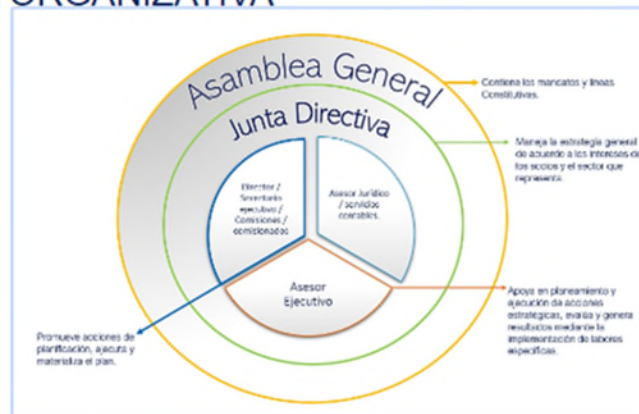 ORGANIZATIVA
Asamblea General
Junta Directiva
Contiene los mandatos y líneas
Constitutivas.
Maneja la estrategia general
de acuerdo a los intereses de
los socios y el sector que
representa.
Director /
Secretario
ejecutivo /
Comisiones /
comisionados
Asesor Jurídico
/ servicios
contables.
Asesor
Ejecutivo
Apoya en planeamiento y
ejecución de acciones
estratégicas, evalúa y genera
resultados mediante la
implementación de labores
específicas.
Promueve acciones de
planificación, ejecuta y
materializa el plan.